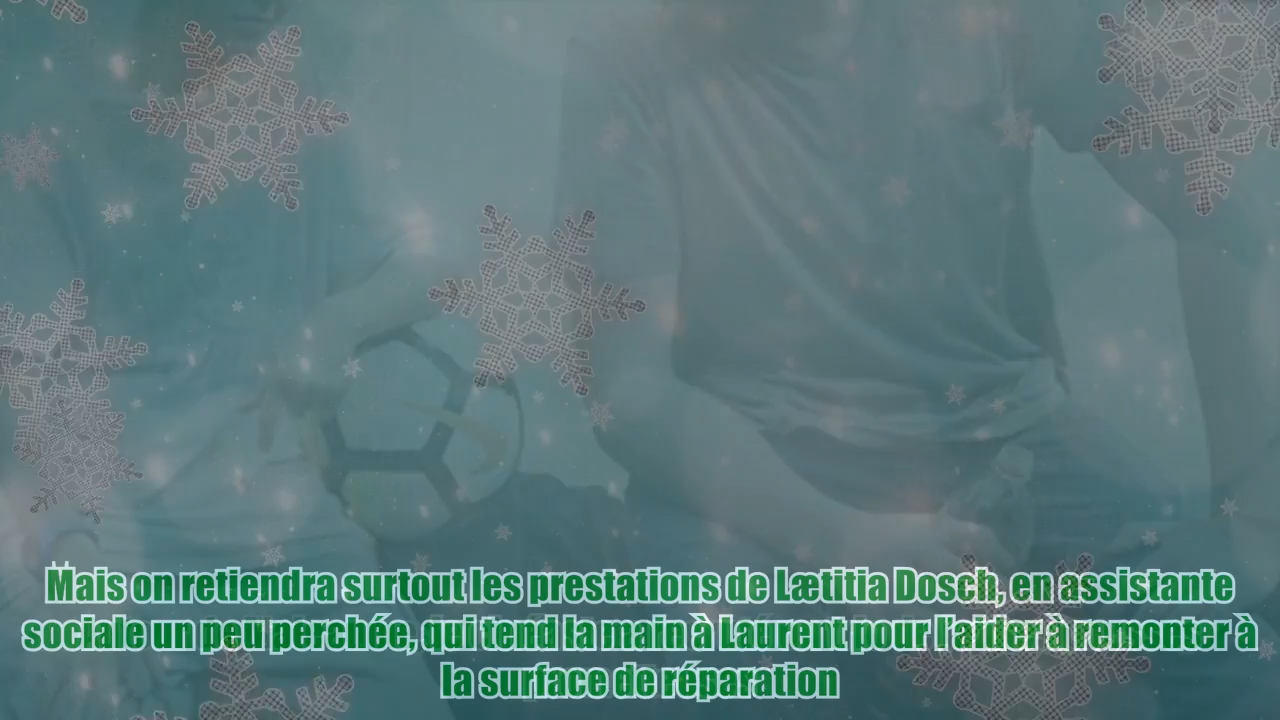 Mais on retiendra surtout les prestations de Lætitia Dosch, en assistante
sociale un peu perchée, qui tend la main à Laurent pour l'aider à remonter à
la surface de réparation